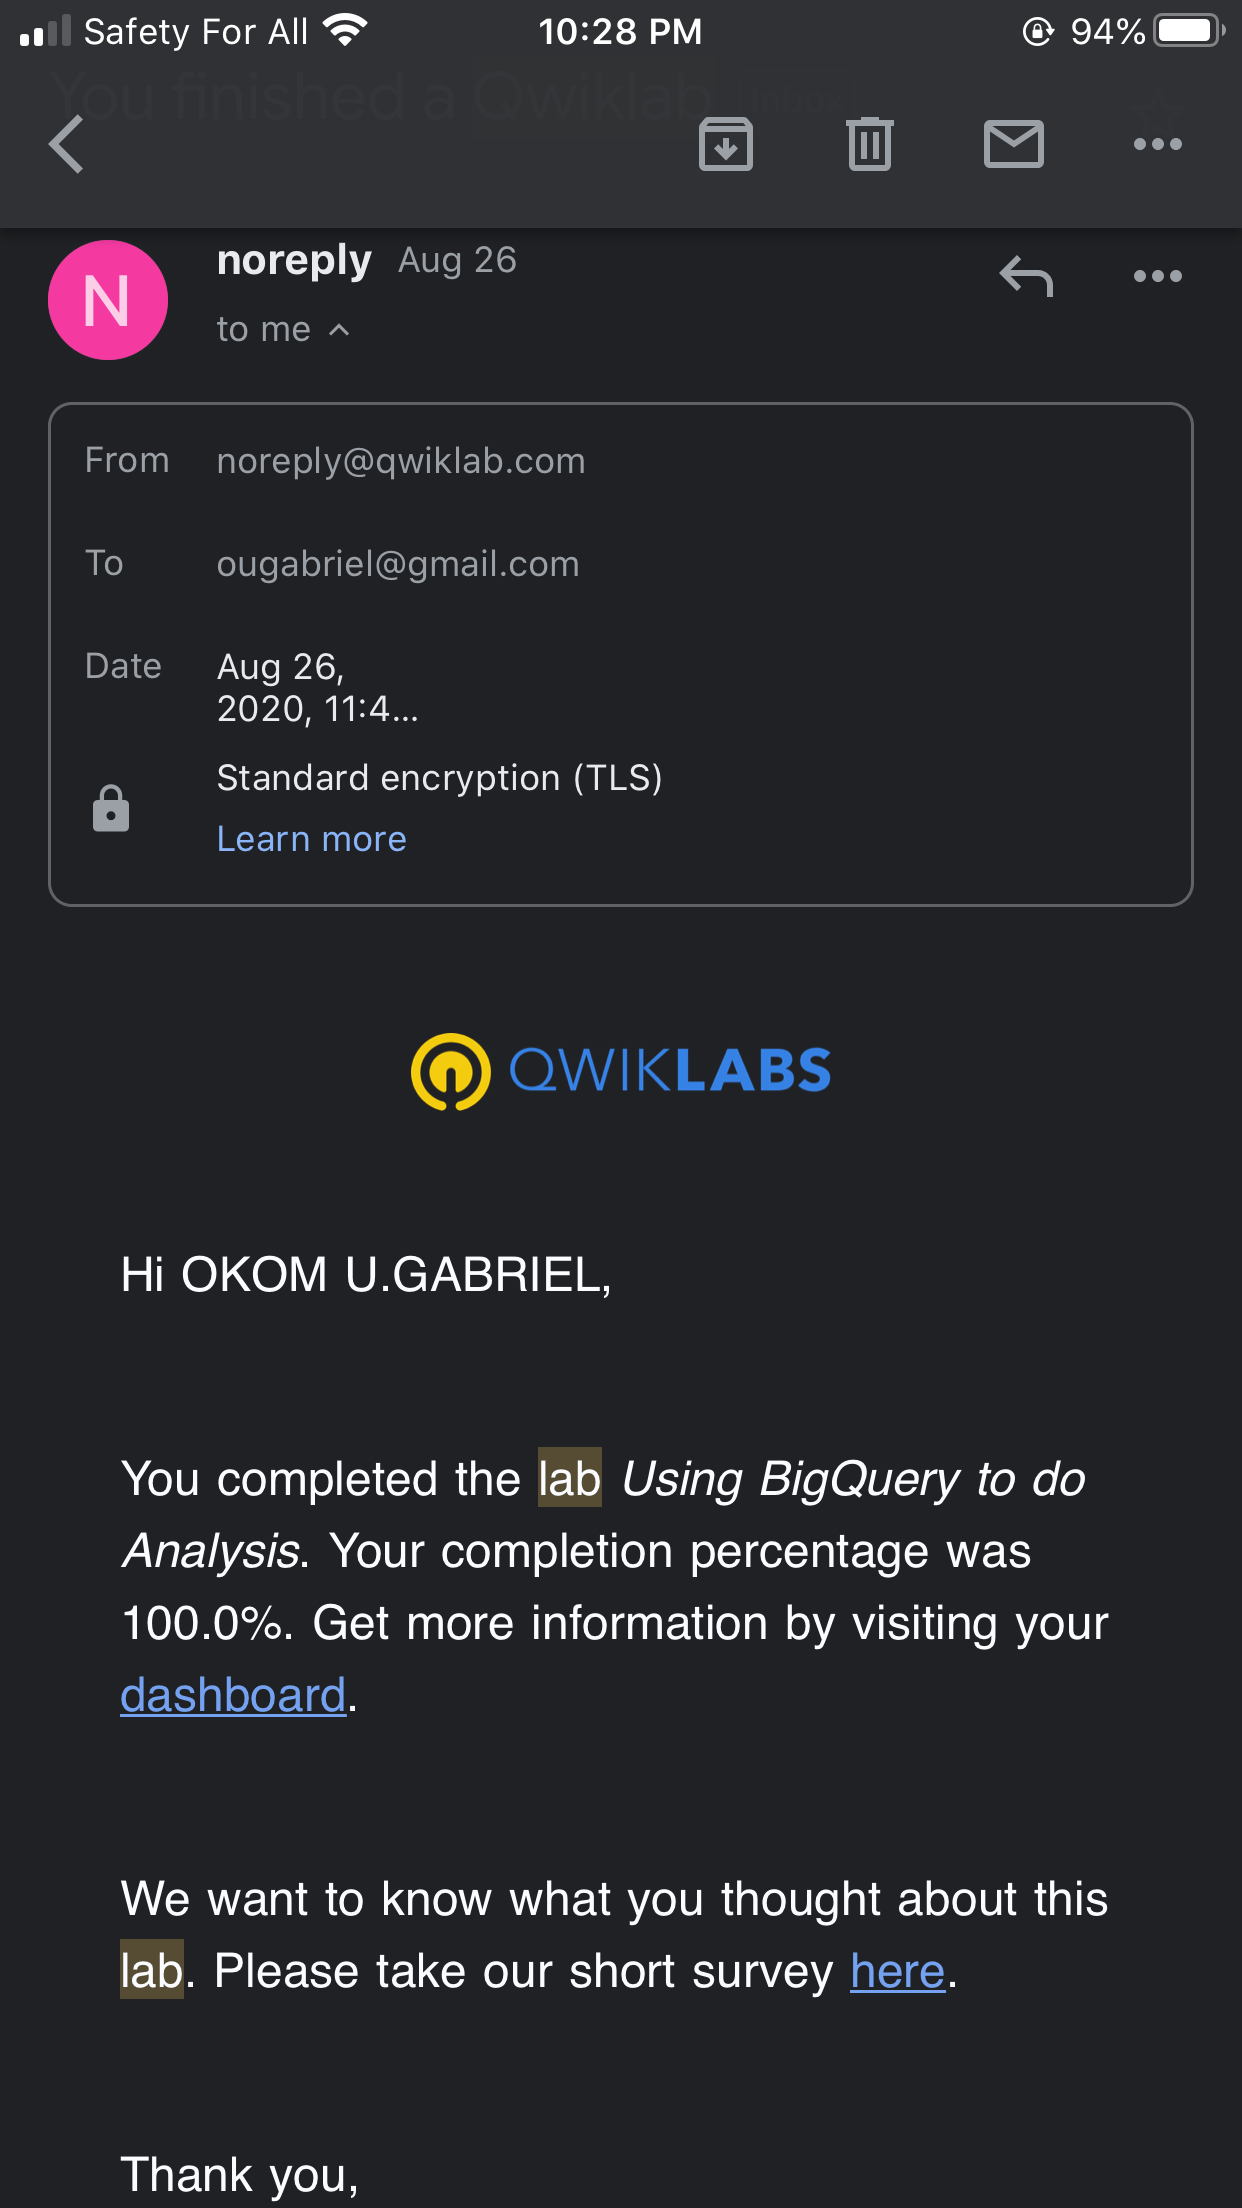 Safety For All 10:28 PM 94%
You finished a Qwiklab Inbox
N noreply Aug 26
to me
From noreply@qwiklab.com
To ougabriel@gmail.com
Date Aug 26,
2020, 11:4...
Standard encryption (TLS)
Learn more
QWIKLABS
Hi OKOM U.GABRIEL,
You completed the lab Using BigQuery to do
Analysis. Your completion percentage was
100.0%. Get more information by visiting your
dashboard.
We want to know what you thought about this
lab. Please take our short survey here.
Thank you,